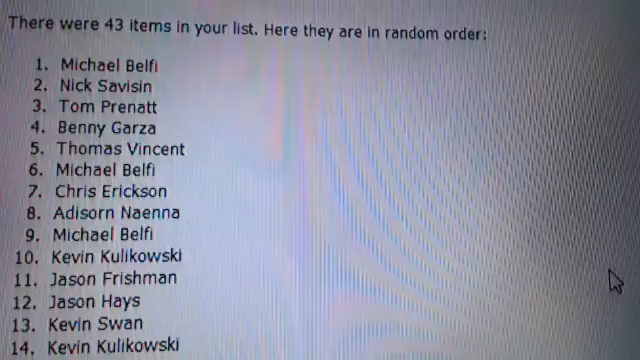 There were 43 items in your list. Here they are in random order:
1. Michael Belfi
2. Nick Savisin
3. Tom Prenatt
4. Benny Garza
5. Thomas Vincent
6. Michael Belfi
7. Chris Erickson
8. Adisorn Naenna
9. Michael Belfi
10. Kevin Kulikowski
11. Jason Frishman
12. Jason Hays
13. Kevin Swan
14. Kevin Kulikowski